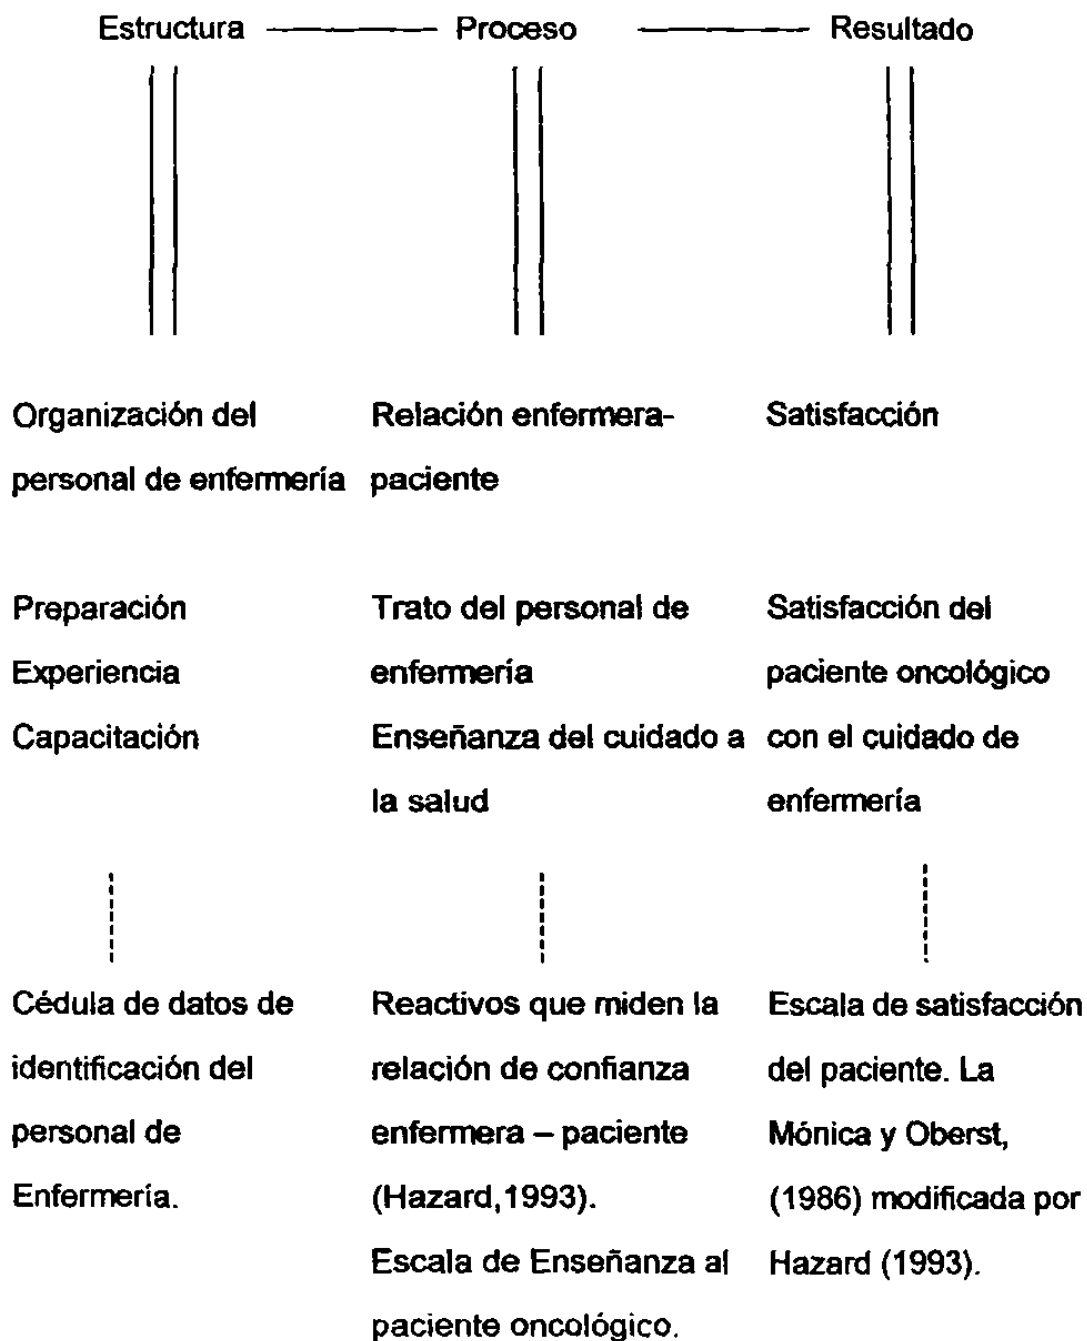 Estructura Proceso Resultado
Organización del
personal de enfermería
Relación enfermera-
paciente
Satisfacción
Preparación
Experiencia
Capacitación
Trato del personal de
enfermería
Enseñanza del cuidado a
la salud
Satisfacción del
paciente oncológico
con el cuidado de
enfermería
Cédula de datos de
identificación del
personal de
Enfermería.
Reactivos que miden la
relación de confianza
enfermera – paciente
(Hazard,1993).
Escala de Enseñanza al
paciente oncológico.
Escala de satisfacción
del paciente. La
Mónica y Oberst,
(1986) modificada por
Hazard (1993).